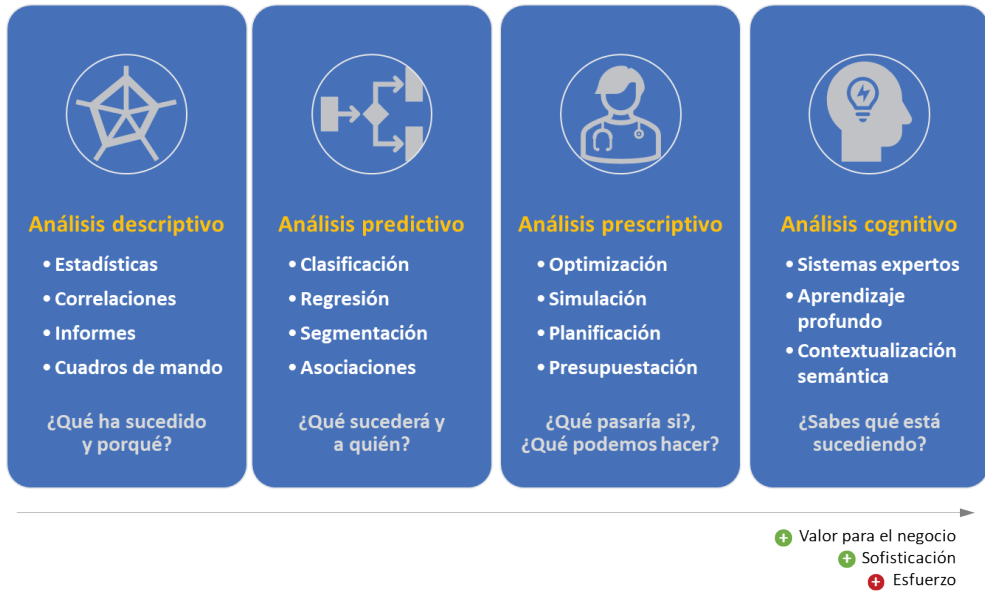 Análisis descriptivo
• Estadísticas
• Correlaciones
• Informes
• Cuadros de mando
¿Qué ha sucedido
y porqué?
Análisis predictivo
• Clasificación
• Regresión
• Segmentación
• Asociaciones
¿Qué sucederá y
a quién?
Análisis prescriptivo
• Optimización
• Simulación
• Planificación
• Presupuestación
¿Qué pasaría si?,
¿Qué podemos hacer?
Análisis cognitivo
• Sistemas expertos
• Aprendizaje
profundo
• Contextualización
semántica
¿Sabes qué está
sucediendo?
+ Valor para el negocio
+ Sofisticación
+ Esfuerzo